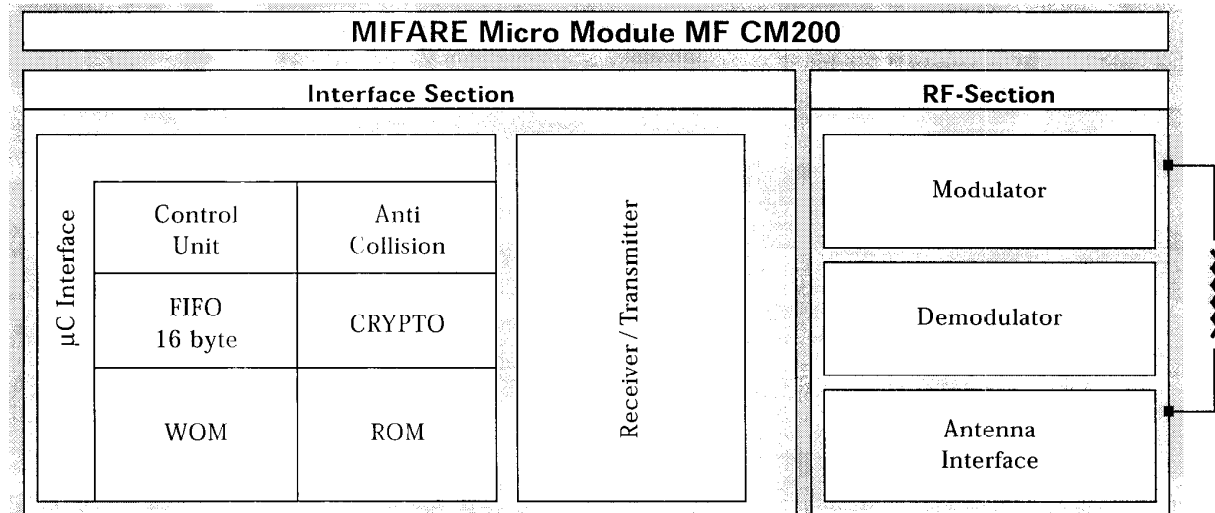 MIFARE Micro Module MF CM200
Interface Section
RF-Section
µC Interface
Control
Unit
Anti
Collision
FIFO
16 byte
CRYPTO
WOM
ROM
Receiver / Transmitter
Modulator
Demodulator
Antenna
Interface